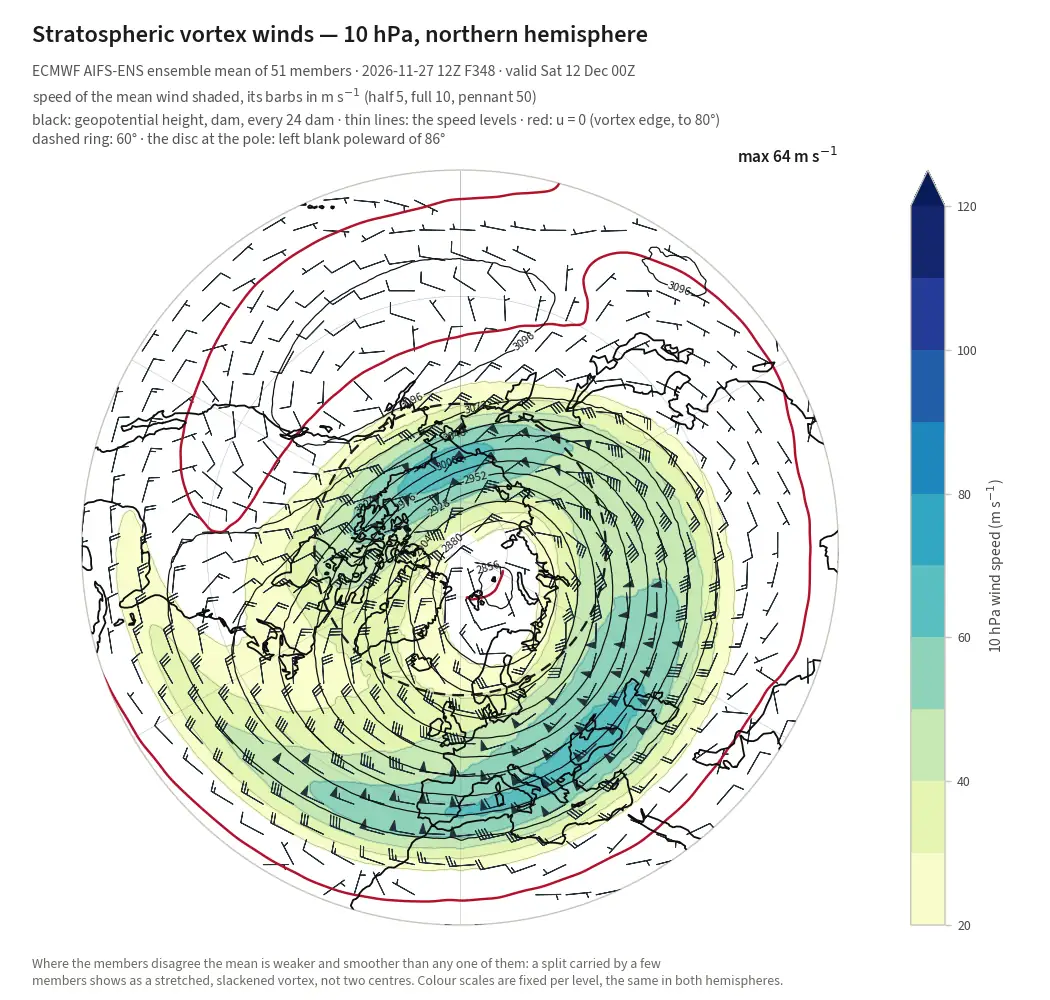 Stratospheric vortex winds — 10 hPa, northern hemisphere
ECMWF AIFS-ENS ensemble mean of 51 members · 2026-11-27 12Z F348 · valid Sat 12 Dec 00Z
speed of the mean wind shaded, its barbs in m s⁻¹ (half 5, full 10, pennant 50)
black: geopotential height, dam, every 24 dam · thin lines: the speed levels · red: u = 0 (vortex edge, to 80°)
dashed ring: 60° · the disc at the pole: left blank poleward of 86°
max 64 m s⁻¹
120
100
80
60
40
20
10 hPa wind speed (m s⁻¹)
3096
3096
2952
2880
2856
Where the members disagree the mean is weaker and smoother than any one of them: a split carried by a few
members shows as a stretched, slackened vortex, not two centres. Colour scales are fixed per level, the same in both hemispheres.